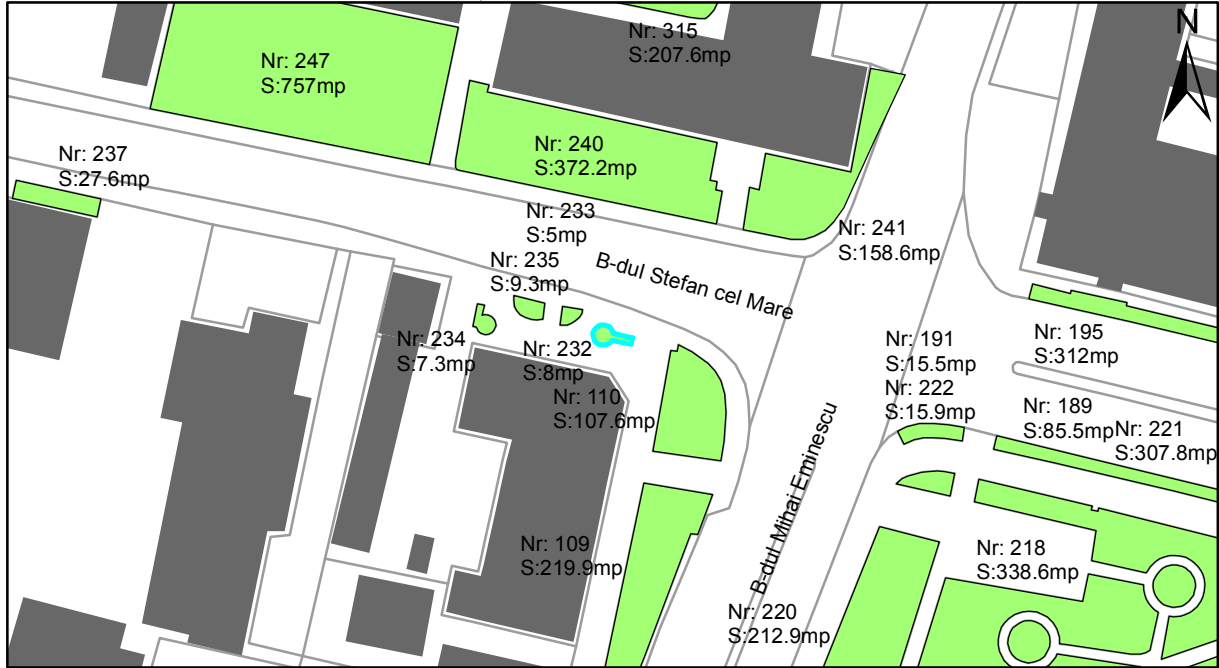 N
Nr: 315
S:207.6mp
Nr: 247
S:757mp
Nr: 240
S:372.2mp
Nr: 237
S:27.6mp
Nr: 233
S:5mp
Nr: 241
S:158.6mp
Nr: 235
S:9.3mp
B-dul Stefan cel Mare
Nr: 234
S:7.3mp
Nr: 232
S:8mp
Nr: 191
S:15.5mp
Nr: 195
S:312mp
Nr: 222
S:15.9mp
Nr: 110
S:107.6mp
Nr: 189
S:85.5mp
Nr: 221
S:307.8mp
B-dul Mihai Eminescu
Nr: 109
S:219.9mp
Nr: 218
S:338.6mp
Nr: 220
S:212.9mp